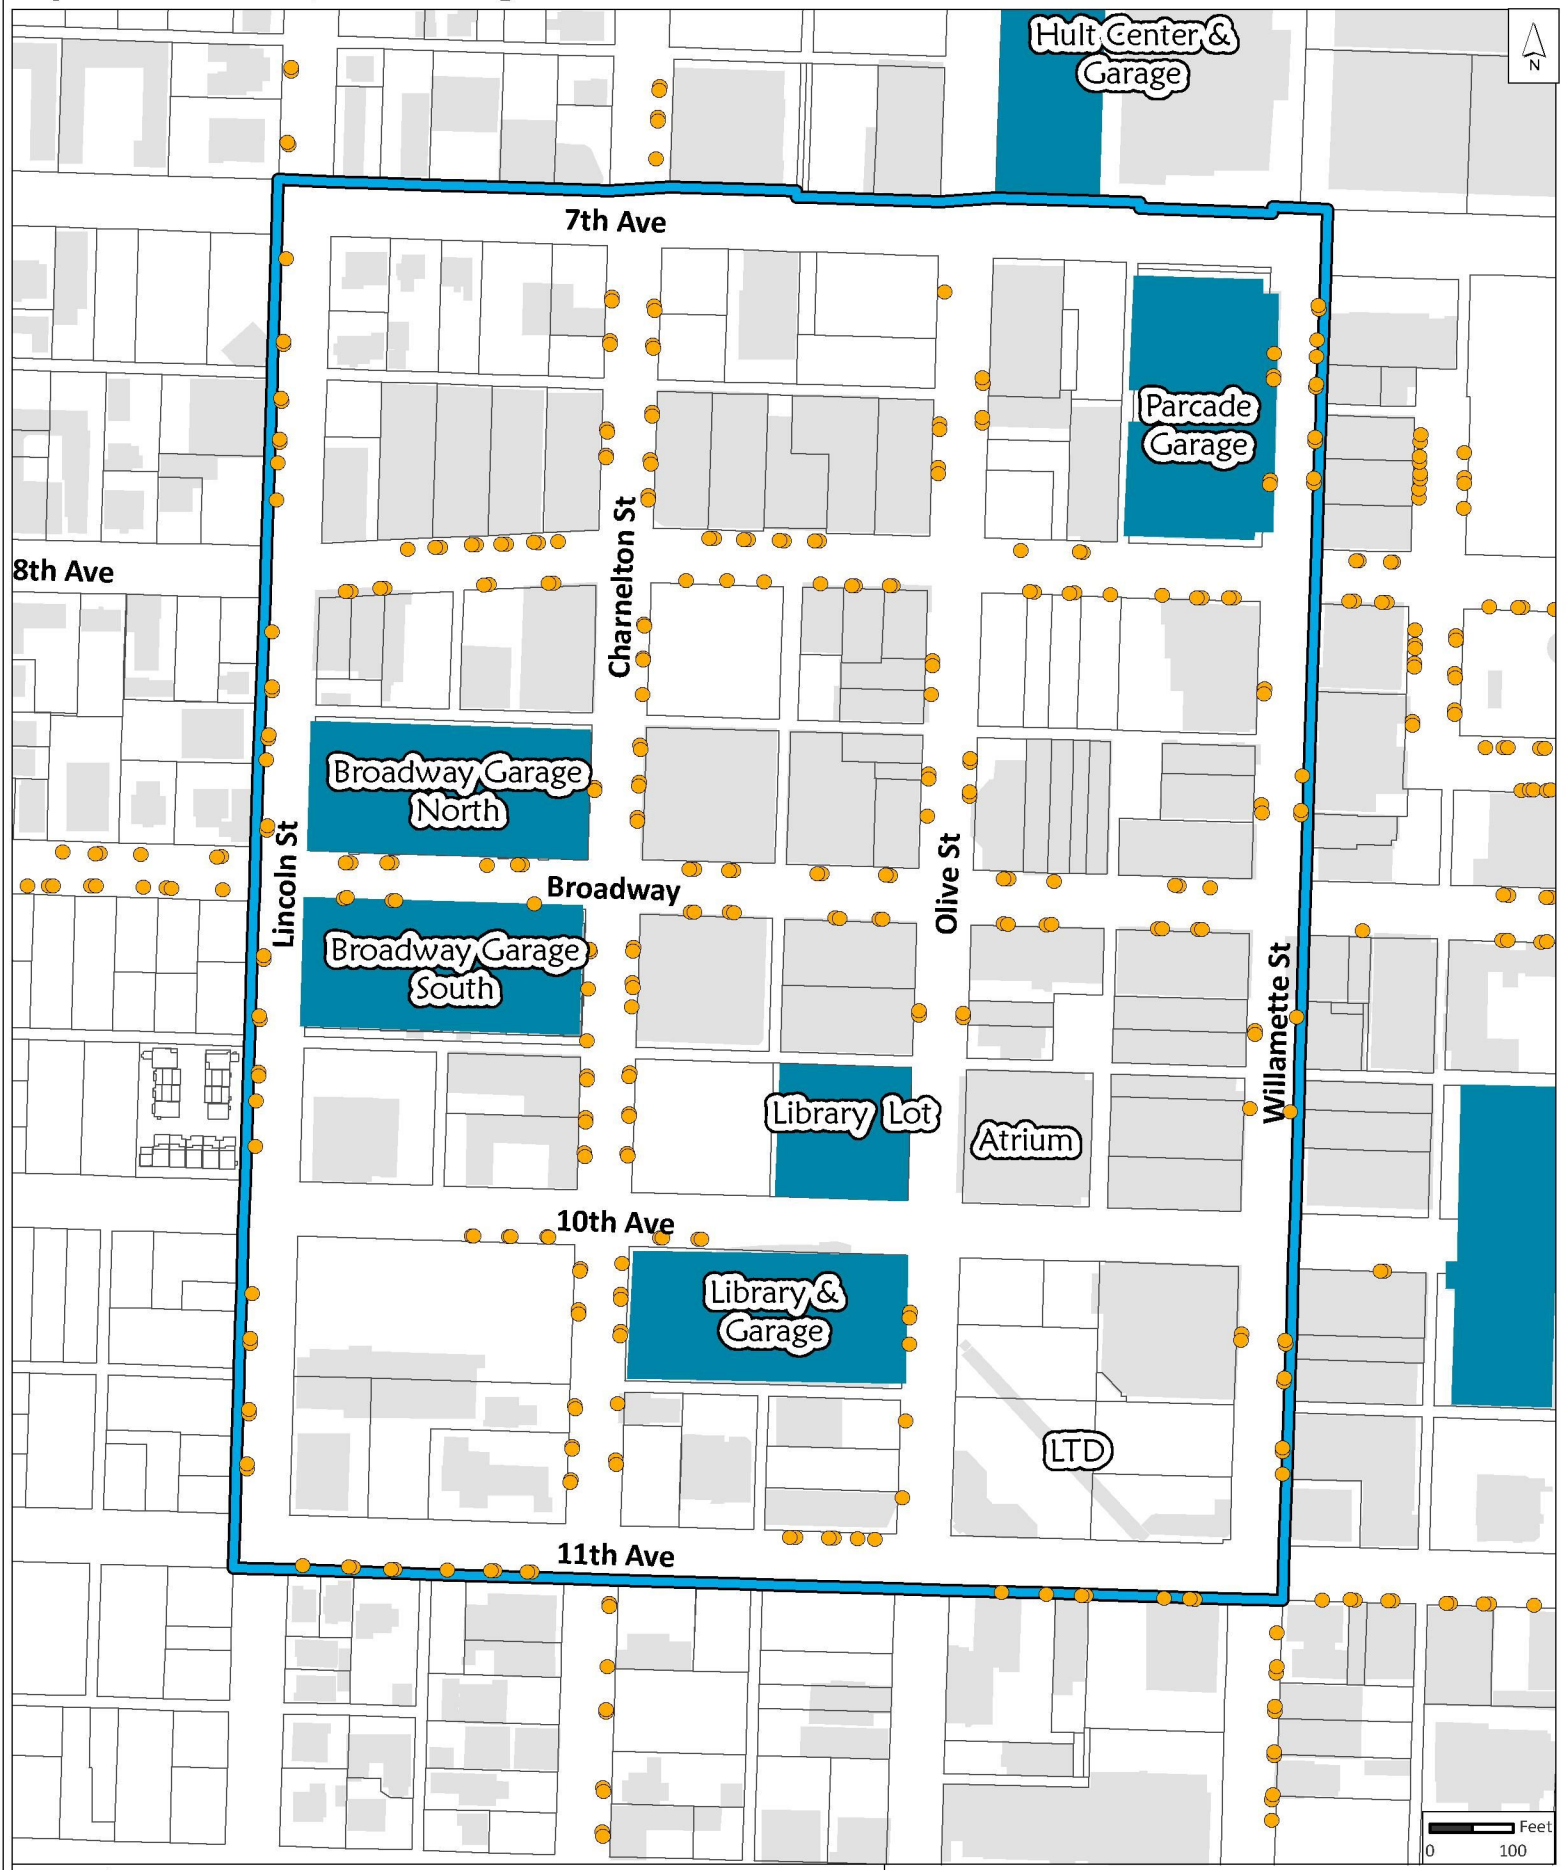 Hult Center &
Garage
N
7th Ave
Parcade
Garage
Charnelton St
8th Ave
Broadway Garage
North
Lincoln St
Broadway
Olive St
Broadway Garage
South
Willamette St
Library Lot
Atrium
10th Ave
Library &
Garage
LTD
11th Ave
Feet
0 100